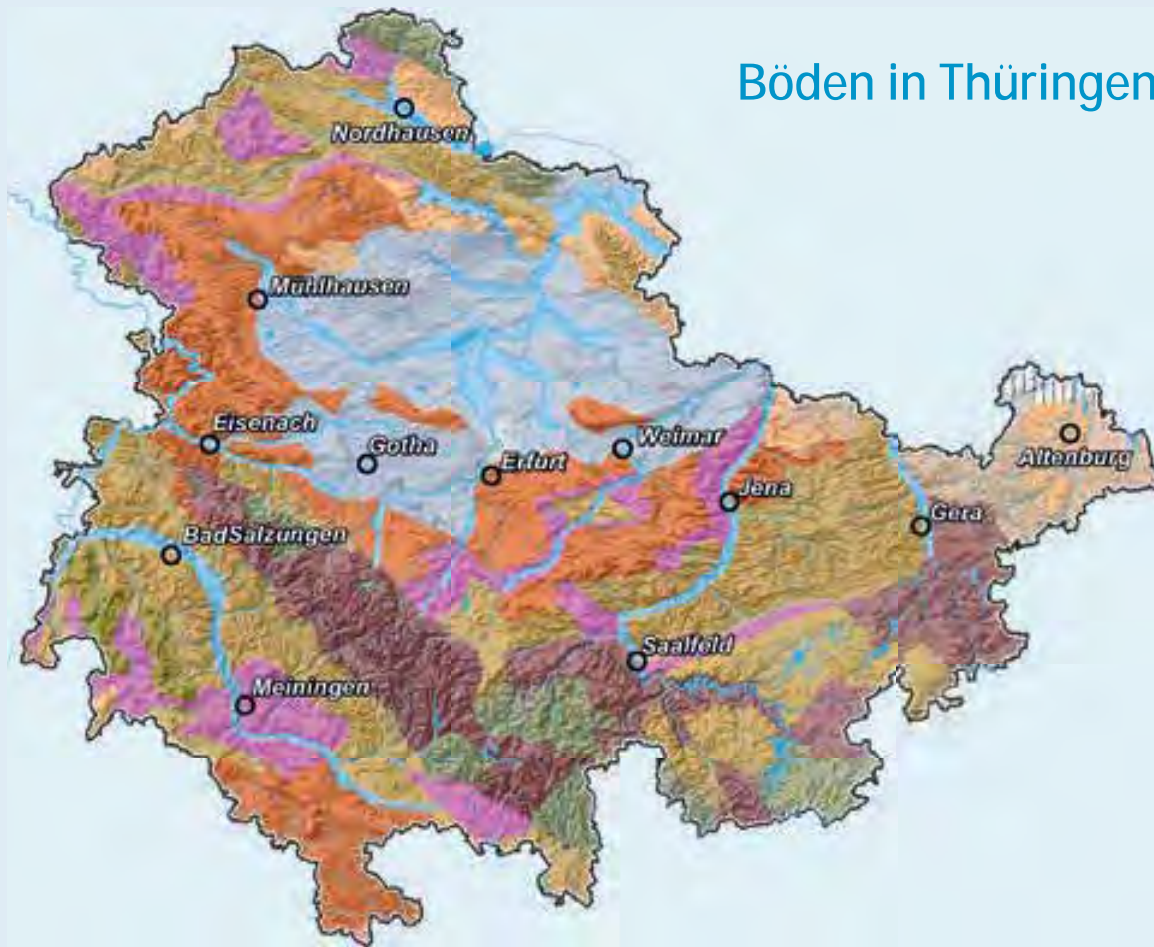 Böden in Thüringen
Nordhausen
Mühlhausen
Eisenach
Gotha
Erfurt
Weimar
Altenburg
Jena
Gera
BadSalzungen
Saalfeld
Meiningen